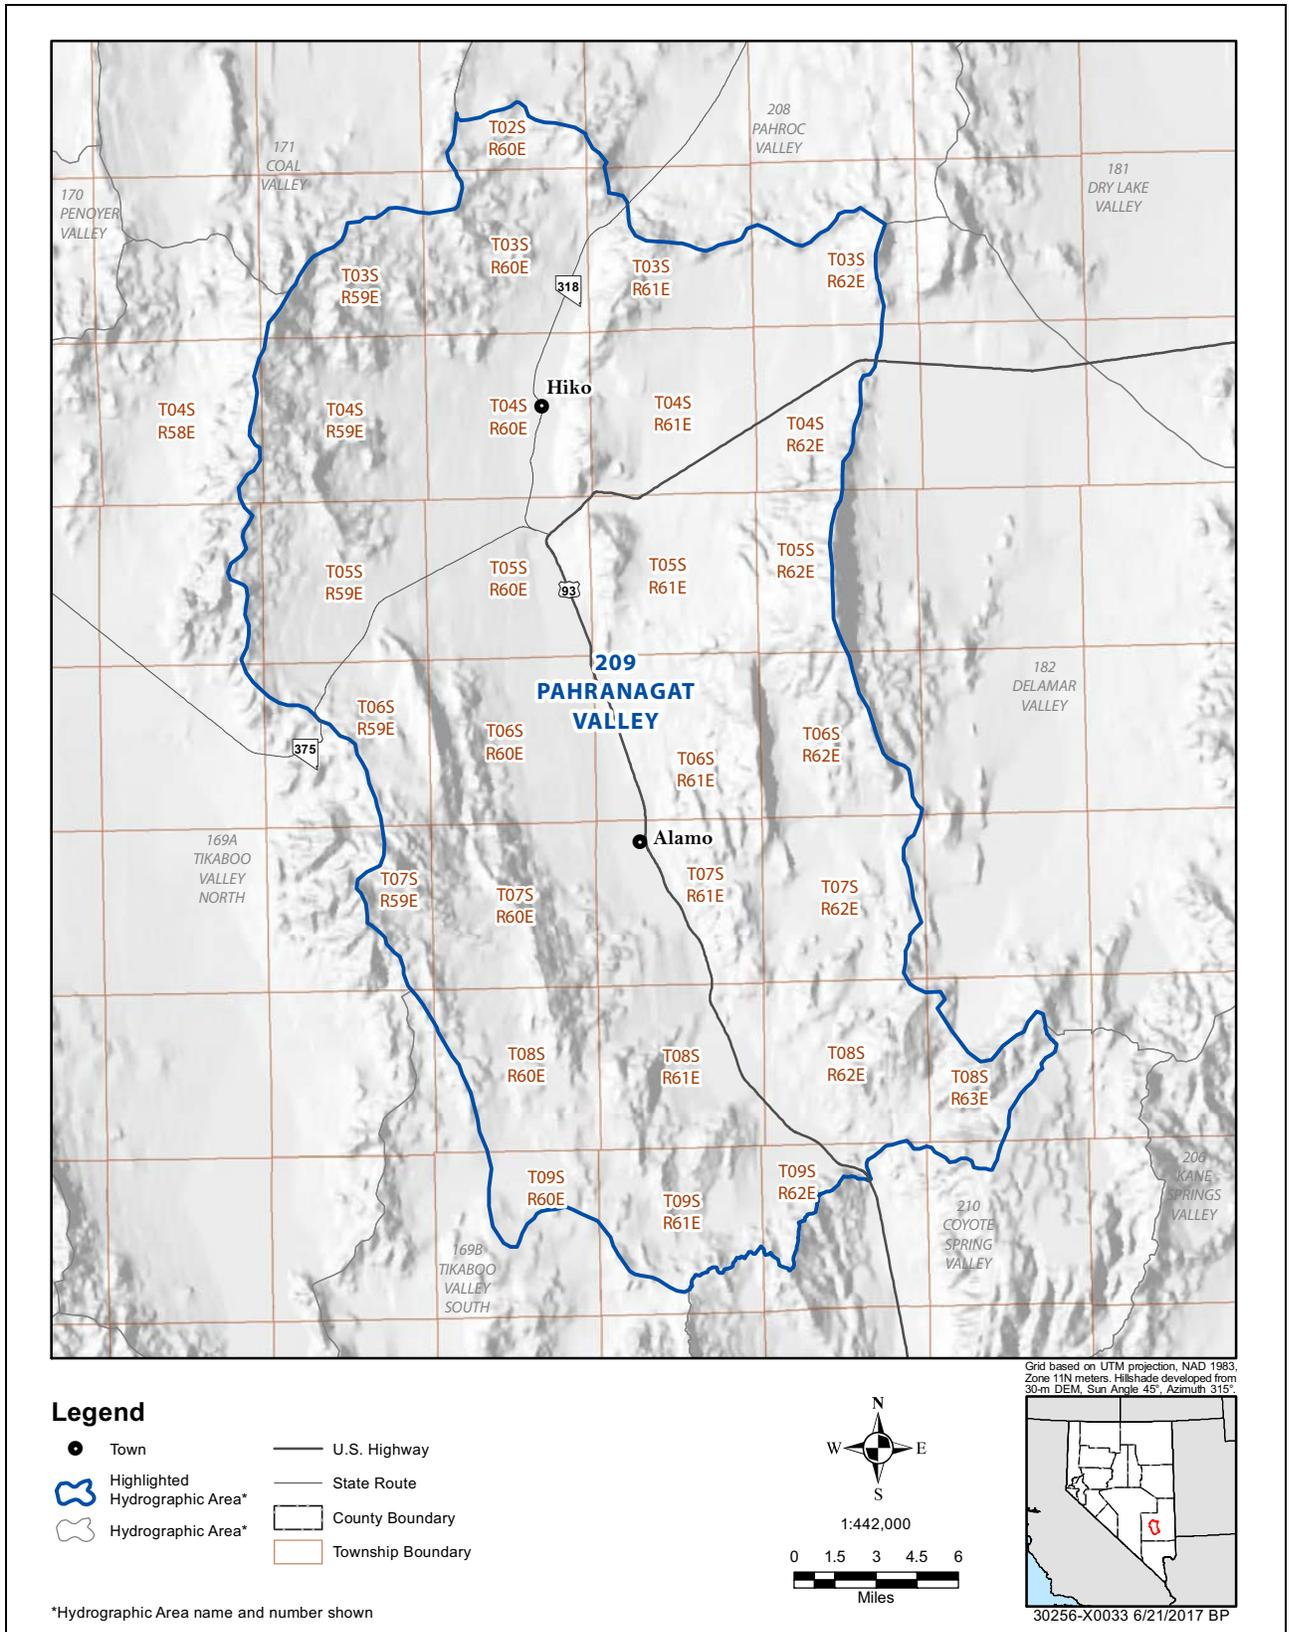 T02S
R60E
208
PAHROC
VALLEY
171
COAL
VALLEY
181
DRY LAKE
VALLEY
170
PENOYER
VALLEY
T03S
R59E
T03S
R60E
318
T03S
R61E
T03S
R62E
Hiko
T04S
R58E
T04S
R59E
T04S
R60E
T04S
R61E
T04S
R62E
T05S
R59E
T05S
R60E
93
T05S
R61E
T05S
R62E
209
PAHRANAGAT
VALLEY
182
DELAMAR
VALLEY
T06S
R59E
375
T06S
R60E
T06S
R61E
T06S
R62E
169A
TIKABOO
VALLEY
NORTH
Alamo
T07S
R59E
T07S
R60E
T07S
R61E
T07S
R62E
T08S
R60E
T08S
R61E
T08S
R62E
T08S
R63E
T09S
R60E
T09S
R61E
T09S
R62E
206
KANE
SPRINGS
VALLEY
210
COYOTE
SPRING
VALLEY
169B
TIKABOO
VALLEY
SOUTH
Grid based on UTM projection, NAD 1983,
Zone 11N meters. Hillshade developed from
30-m DEM, Sun Angle 45°, Azimuth 315°.
Legend
Town
Highlighted
Hydrographic Area*
Hydrographic Area*
U.S. Highway
State Route
County Boundary
Township Boundary
N
W E
S
1:442,000
0 1.5 3 4.5 6
Miles
*Hydrographic Area name and number shown
30256-X0033 6/21/2017 BP